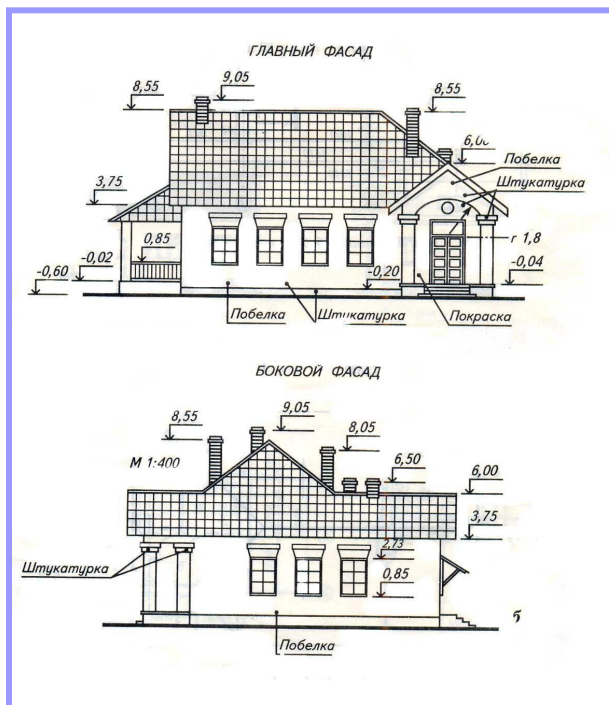 ГЛАВНЫЙ ФАСАД
9,05
8,55
8,55
6,00
Побелка
Штукатурка
3,75
0,85
r 1,8
-0,02
-0,60
-0,20
-0,04
Побелка
Штукатурка
Покраска
БОКОВОЙ ФАСАД
9,05
8,55
8,05
М 1:400
6,50
6,00
3,75
2,73
Штукатурка
0,85
б
Побелка